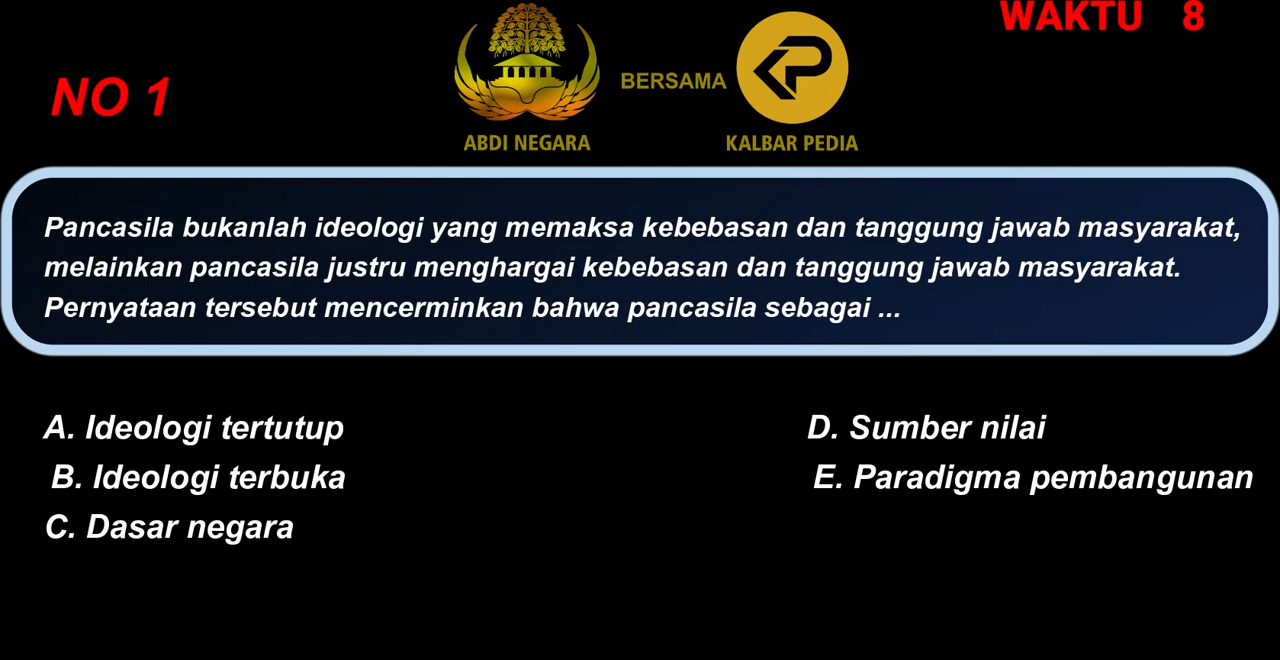 WAKTU 8
NO 1
BERSAMA
ABDI NEGARA
KALBAR PEDIA
Pancasila bukanlah ideologi yang memaksa kebebasan dan tanggung jawab masyarakat,
melainkan pancasila justru menghargai kebebasan dan tanggung jawab masyarakat.
Pernyataan tersebut mencerminkan bahwa pancasila sebagai ...
A. Ideologi tertutup
B. Ideologi terbuka
C. Dasar negara
D. Sumber nilai
E. Paradigma pembangunan